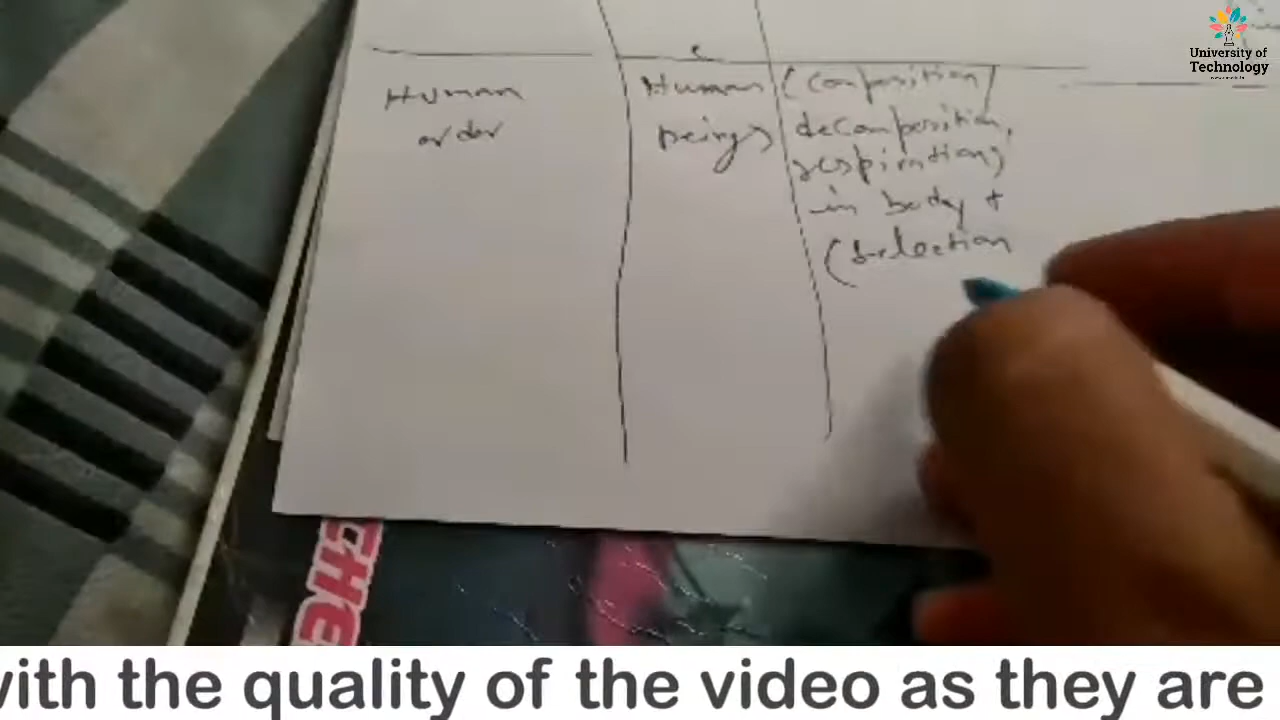 University of
Technology
Human
order
Human
beings
(Composition/
decomposition,
respiration)
in body +
(Selection
with the quality of the video as they are